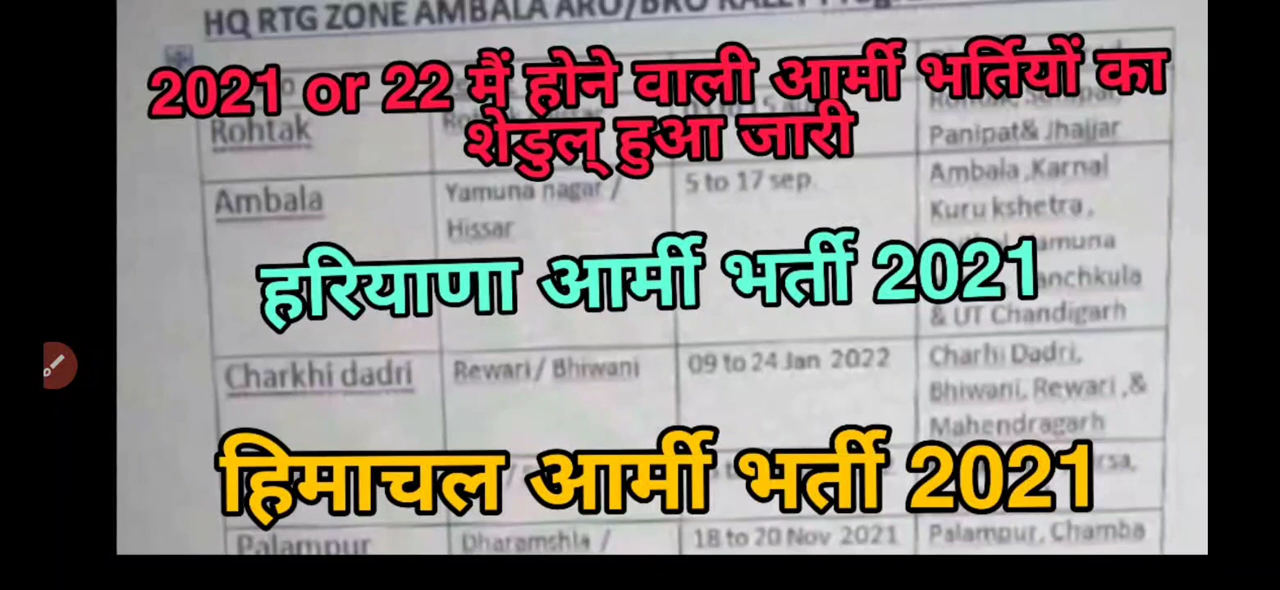 HQ RTG ZONE AMBALA ARO/BRO RALLY
2021 or 22 मैं होने वाली आर्मी भर्तियों का
शेडुल् हुआ जारी
Rohtak
Panipat& Jhajjar
Ambala
Yamuna nagar /
Hissar
5 to 17 sep.
Ambala ,Karnal
Kuru kshetra,
& UT Chandigarh
हरियाणा आर्मी भर्ती 2021
Charkhi dadri
Rewari / Bhiwani
09 to 24 Jan 2022
Charhi Dadri,
Bhiwani, Rewari ,&
Mahendragarh
हिमाचल आर्मी भर्ती 2021
Palampur
Dharamshla /
18 to 20 Nov 2021
Palampur, Chamba